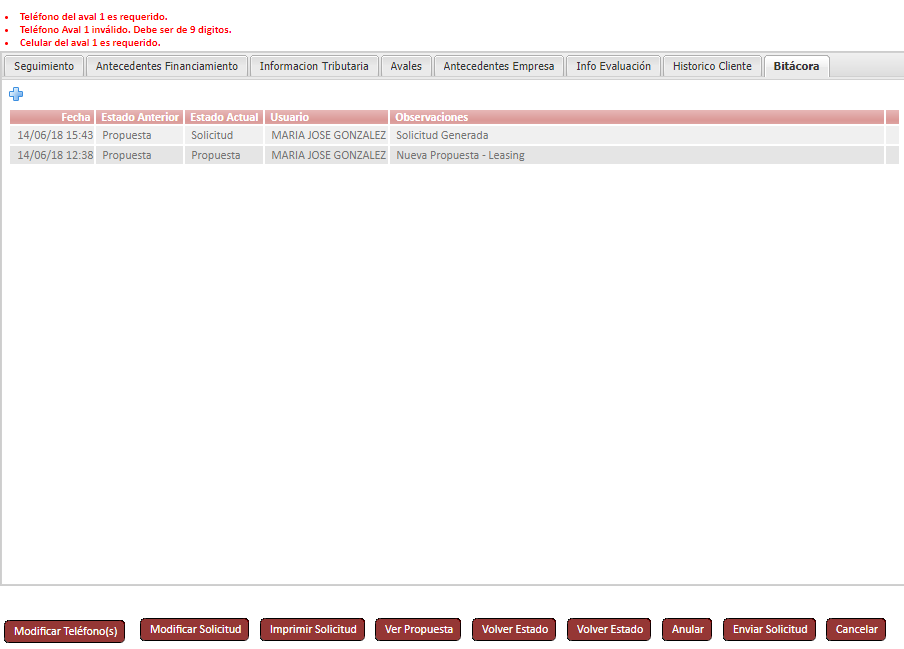 Teléfono del aval 1 es requerido.
Teléfono Aval 1 inválido. Debe ser de 9 digitos.
Celular del aval 1 es requerido.
Seguimiento Antecedentes Financiamiento Informacion Tributaria Avales Antecedentes Empresa Info Evaluación Historico Cliente Bitácora
Fecha Estado Anterior Estado Actual Usuario Observaciones
14/06/18 15:43 Propuesta Solicitud MARIA JOSE GONZALEZ Solicitud Generada
14/06/18 12:38 Propuesta Propuesta MARIA JOSE GONZALEZ Nueva Propuesta - Leasing
Modificar Teléfono(s) Modificar Solicitud Imprimir Solicitud Ver Propuesta Volver Estado Volver Estado Anular Enviar Solicitud Cancelar